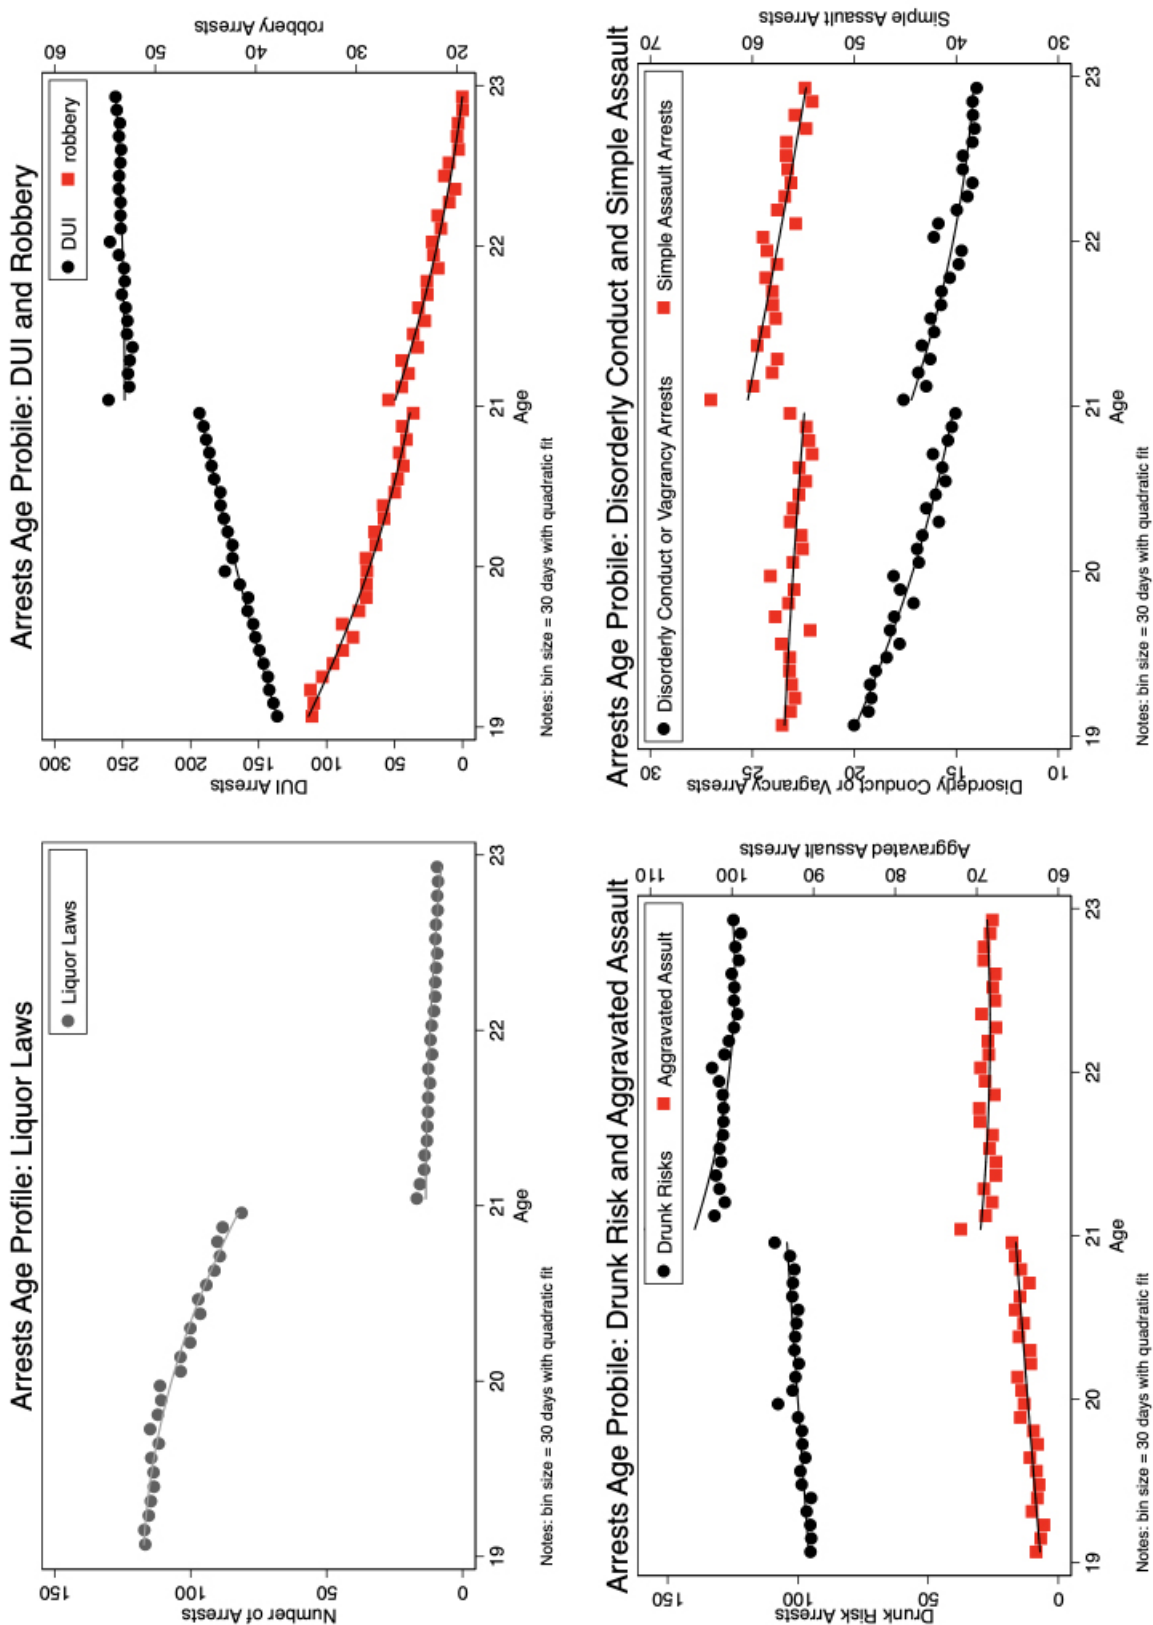 Arrests Age Profile: Liquor Laws
Liquor Laws
Number of Arrests
150
100
50
0
19
20
21
22
23
Age
Notes: bin size = 30 days with quadratic fit
Arrests Age Probile: DUI and Robbery
DUI
robbery
DUI Arrests
300
250
200
150
100
50
0
robbery Arrests
60
50
40
30
20
19
20
21
22
23
Age
Notes: bin size = 30 days with quadratic fit
Arrests Age Probile: Drunk Risk and Aggravated Assault
Drunk Risks
Aggravated Assult
Drunk Risk Arrests
150
100
50
0
Aggravated Assualt Arrests
110
100
90
80
70
60
19
20
21
22
23
Age
Notes: bin size = 30 days with quadratic fit
Arrests Age Probile: Disorderly Conduct and Simple Assault
Disorderly Conduct or Vagrancy Arrests
Simple Assault Arrests
Disorderly Conduct or Vagrancy Arrests
30
25
20
15
10
Simple Assault Arrests
70
60
50
40
30
19
20
21
22
23
Age
Notes: bin size = 30 days with quadratic fit